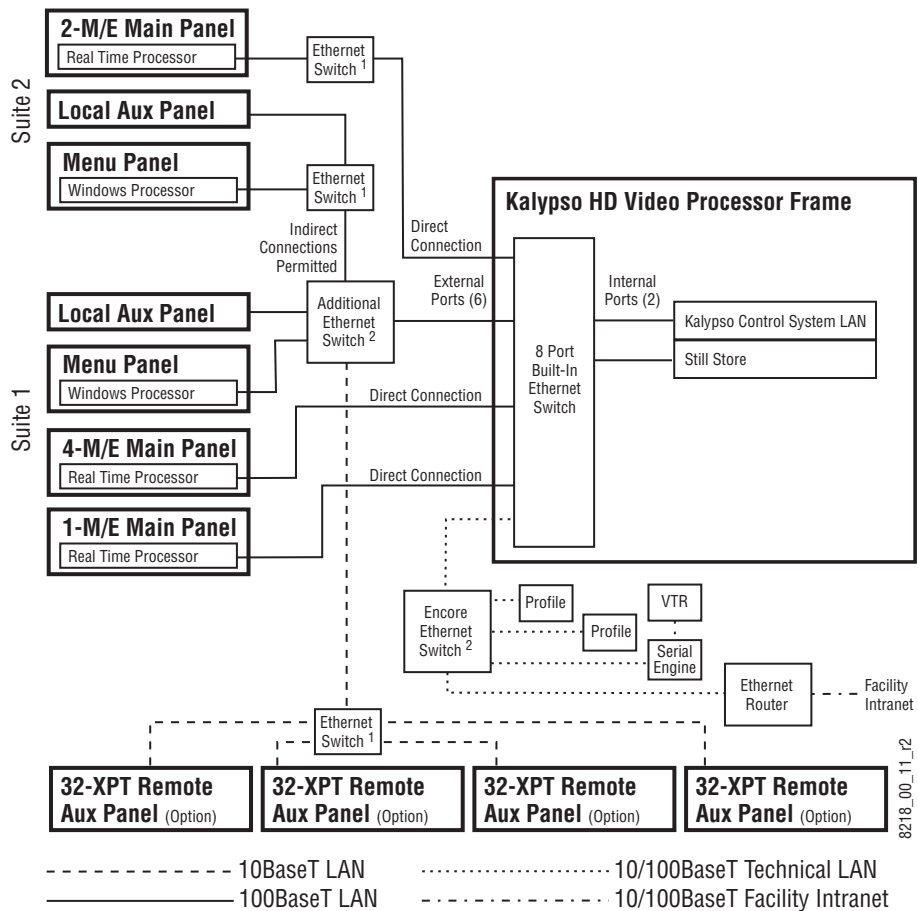 Suite 2
2-M/E Main Panel
Real Time Processor
Ethernet
Switch 1
Local Aux Panel
Menu Panel
Windows Processor
Ethernet
Switch 1
Indirect
Connections
Permitted
Direct
Connection
Kalypso HD Video Processor Frame
External
Ports (6)
Internal
Ports (2)
8 Port
Built-In
Ethernet
Switch
Kalypso Control System LAN
Still Store
Suite 1
Local Aux Panel
Additional
Ethernet
Switch 2
Menu Panel
Windows Processor
Direct Connection
4-M/E Main Panel
Real Time Processor
Direct Connection
1-M/E Main Panel
Real Time Processor
Encore
Ethernet
Switch 2
Profile
Profile
VTR
Serial
Engine
Ethernet
Router
Facility
Intranet
Ethernet
Switch 1
32-XPT Remote
Aux Panel (Option)
32-XPT Remote
Aux Panel (Option)
32-XPT Remote
Aux Panel (Option)
32-XPT Remote
Aux Panel (Option)
8218_00_11_r2
10BaseT LAN
100BaseT LAN
10/100BaseT Technical LAN
10/100BaseT Facility Intranet